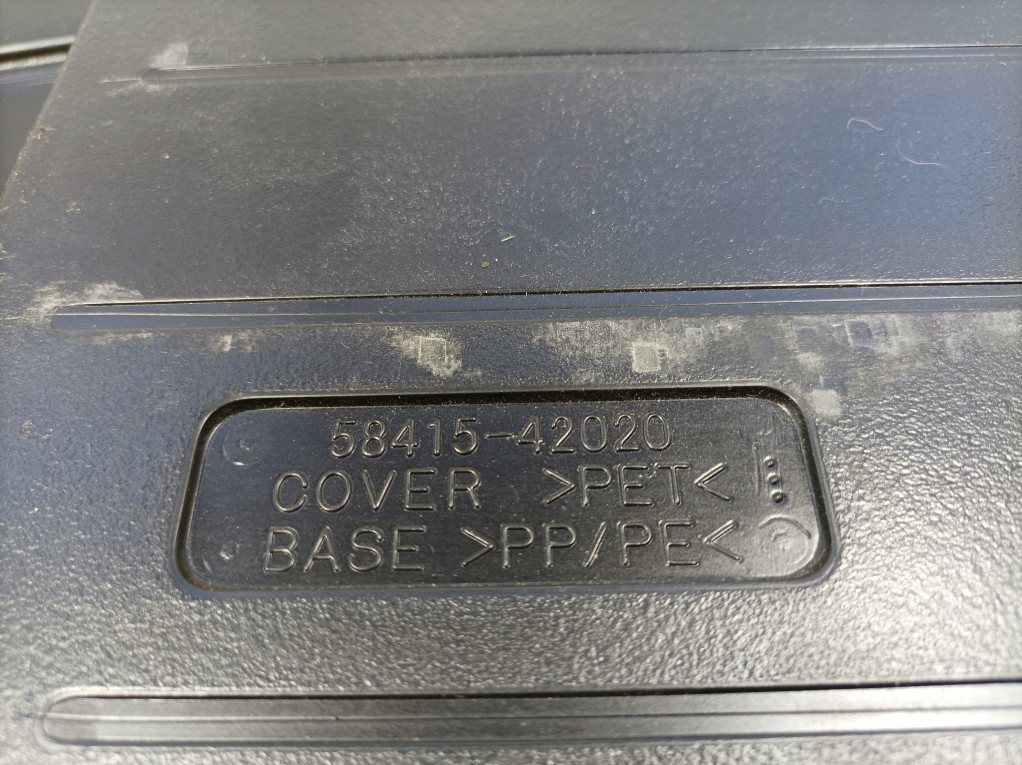 58415-42020
COVER >PET<
BASE >PP/PE<